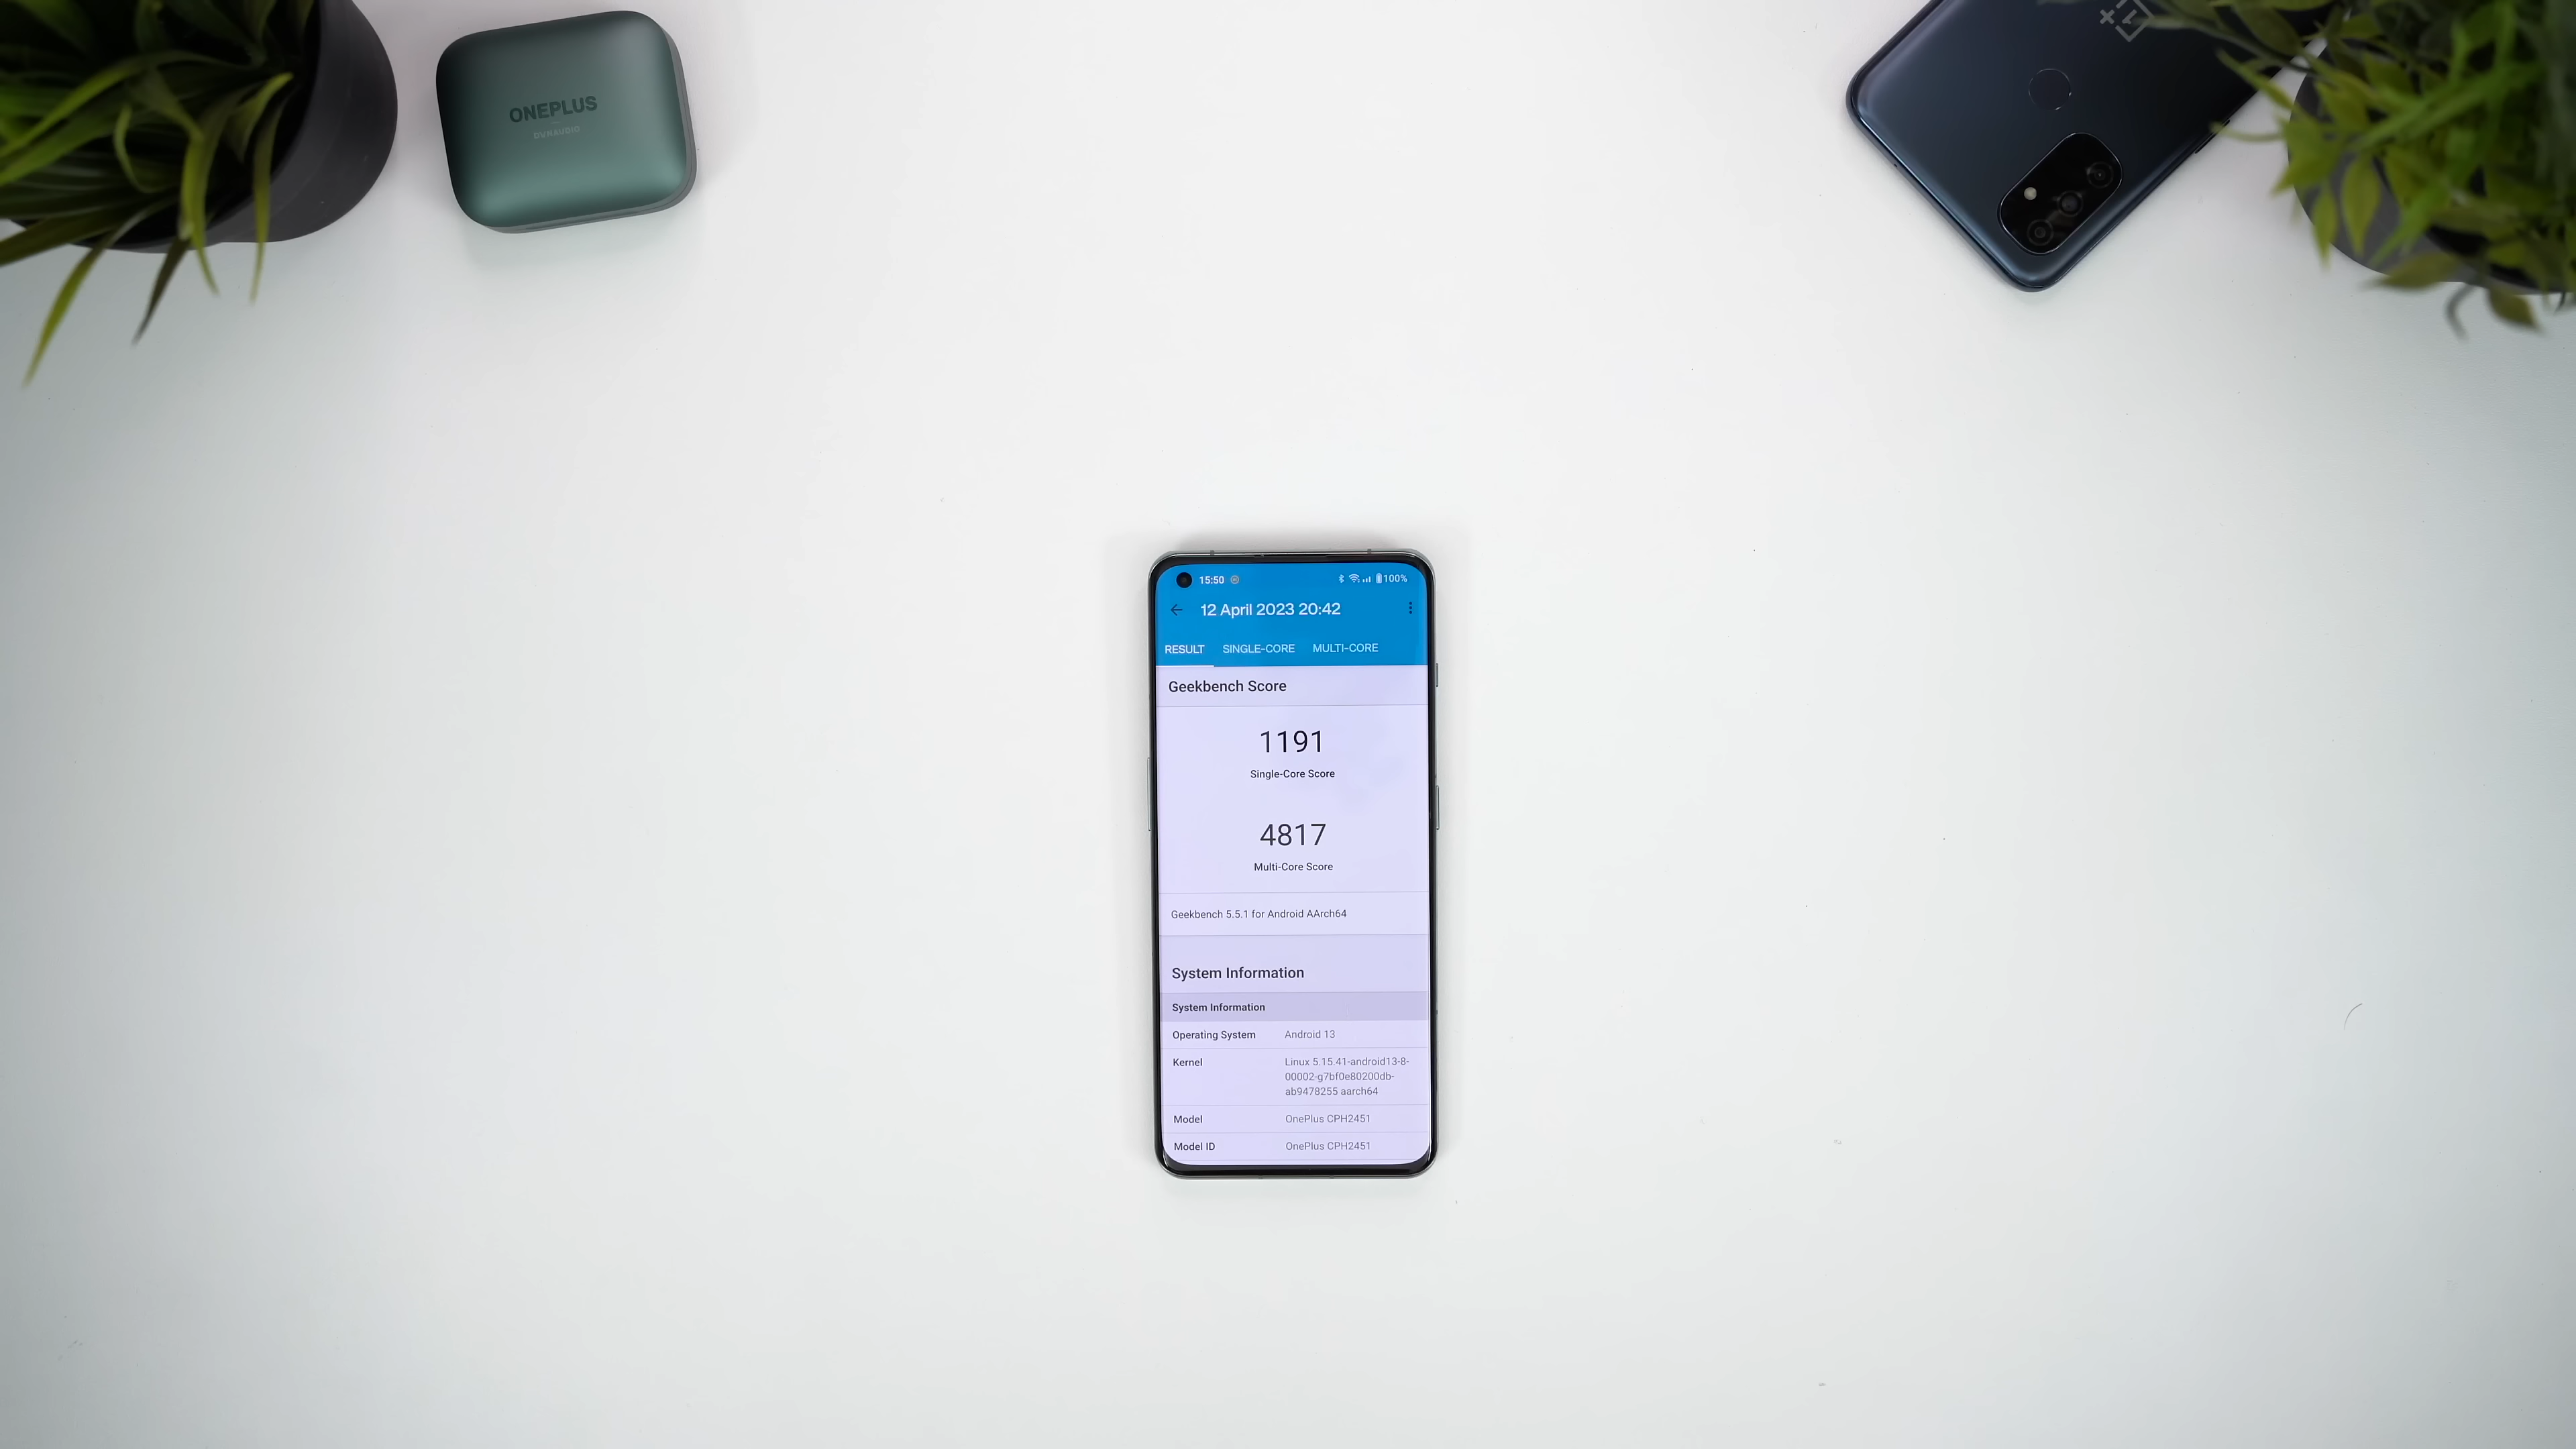 ONEPLUS
DYNAUDIO
15:50
100%
12 April 2023 20:42
RESULT SINGLE-CORE MULTI-CORE
Geekbench Score
1191
Single-Core Score
4817
Multi-Core Score
Geekbench 5.5.1 for Android AArch64
System Information
System Information
Operating System Android 13
Kernel Linux 5.15.41-android13-8-
00002-g7bf0e80200db-
ab9478255 aarch64
Model OnePlus CPH2451
Model ID OnePlus CPH2451